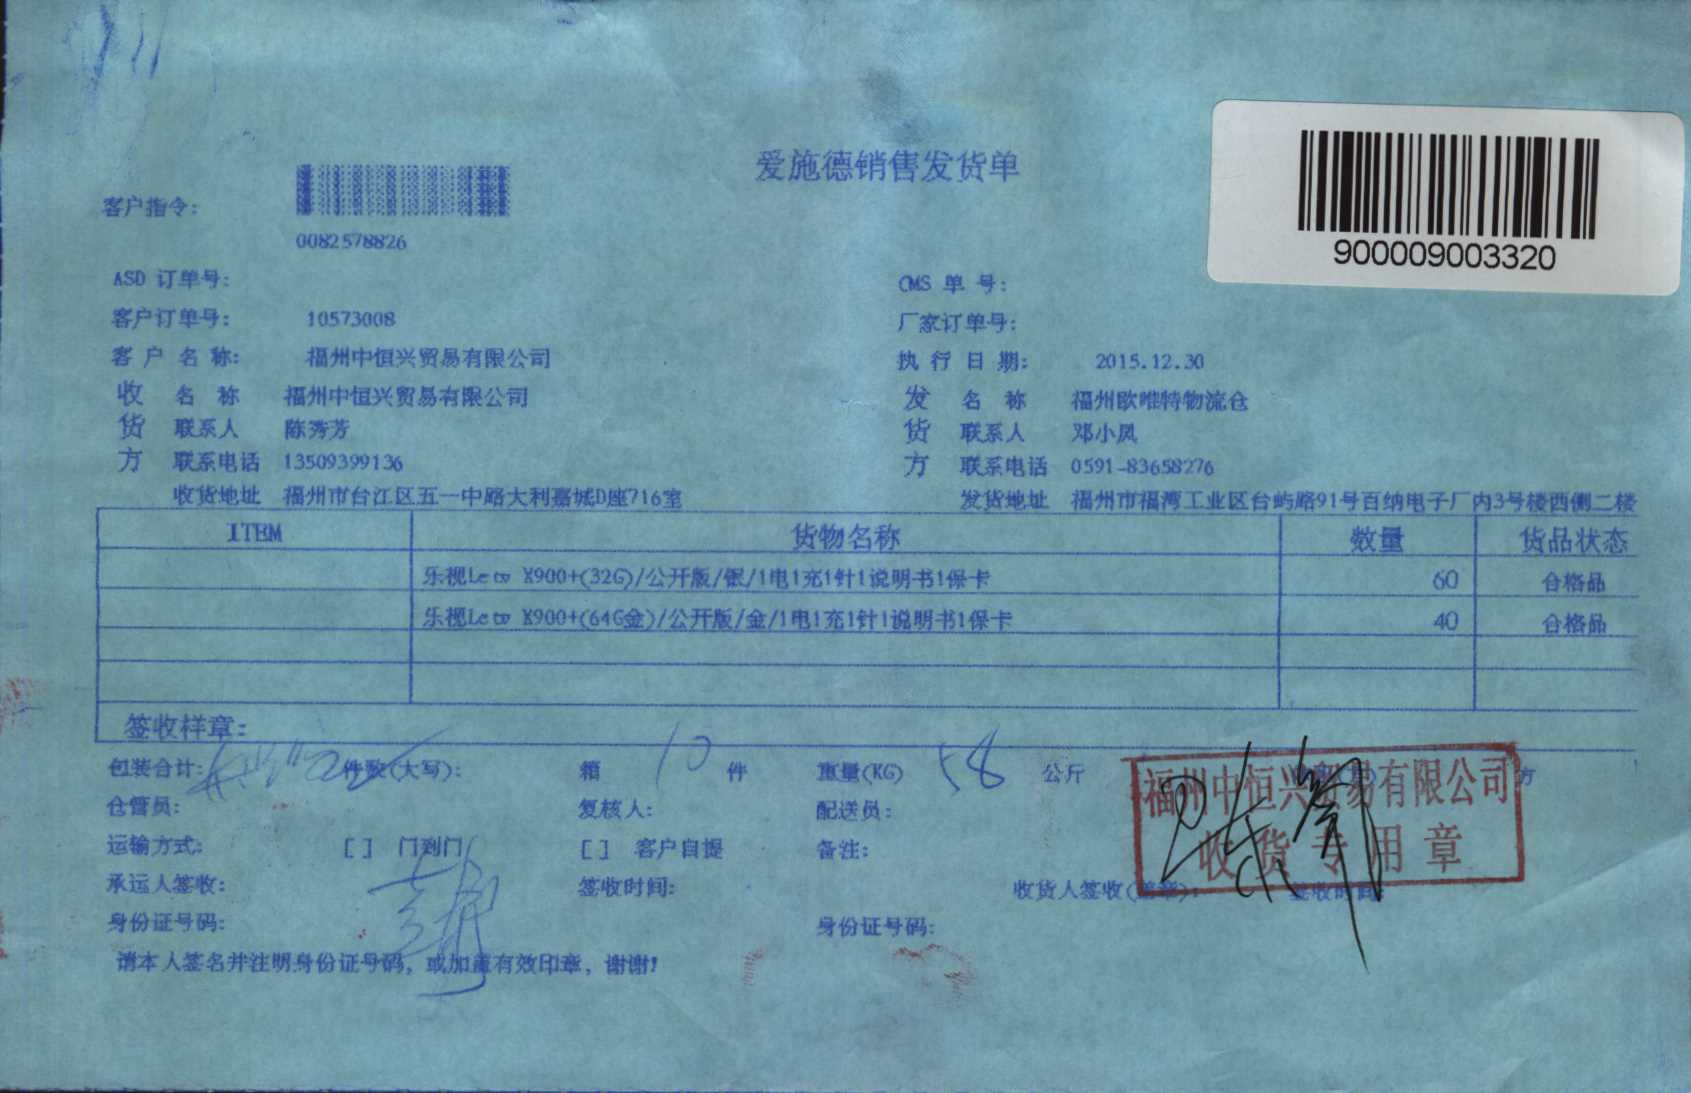 爱施德销售发货单
900009003320
客户指令:
0082578826
ASD 订单号:
CMS 单 号:
客户订单号: 10573008
厂家订单号:
客 户 名 称: 福州中恒兴贸易有限公司
执 行 日 期: 2015.12.30
收 名 称 福州中恒兴贸易有限公司
发 名 称 福州欧唯特物流仓
货 联系人 陈秀芳
货 联系人 邓小凤
方 联系电话 13509399136
方 联系电话 0591-83658276
收货地址 福州市台江区五一中路大利嘉城D座716室
发货地址 福州市福湾工业区台屿路91号百纳电子厂内3号楼西侧二楼
ITEM 货物名称 数量 货品状态
乐视Letv X900+(32G)/公开版/银/1电1充1针1说明书1保卡 60 合格品
乐视Letv X900+(64G金)/公开版/金/1电1充1针1说明书1保卡 40 合格品
签收样章:
包装合计: 件数(大写): 箱 10 件 重量(KG) 58 公斤 方
福州中恒兴贸易有限公司
收货专用章
仓管员: 复核人: 配送员:
运输方式: [ ] 门到门 [ ] 客户自提 备注:
承运人签收: 签收时间: 收货人签收(盖章): 签收时间:
身份证号码: 身份证号码:
请本人签名并注明身份证号码，或加盖有效印章，谢谢!